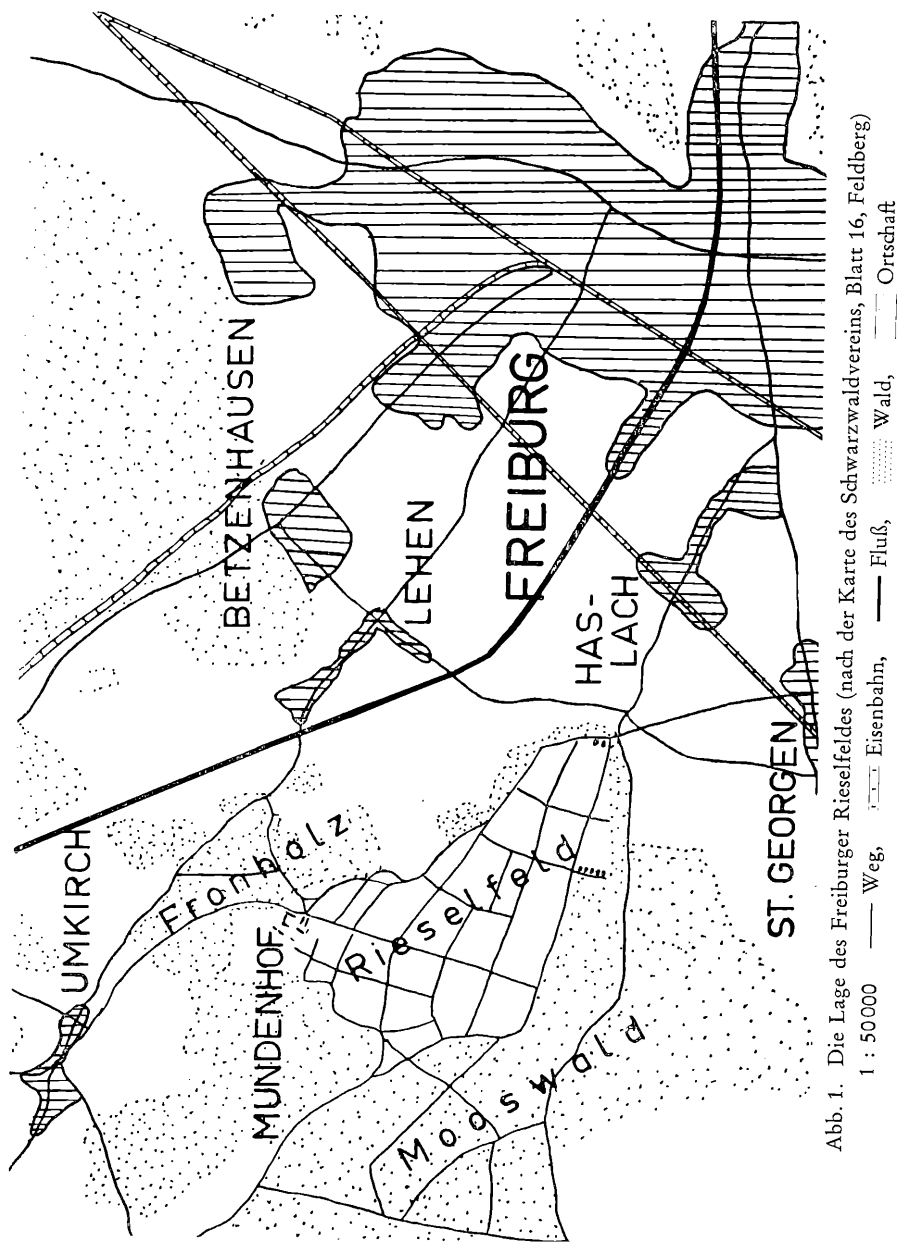 UMKIRCH
BETZENHAUSEN
Fronholz
MUNDENHOF
LEHEN
Rieselfeld
FREIBURG
Mooswald
HAS-
LACH
ST. GEORGEN
Abb. 1 Die Lage des Freiburger Rieselfeldes (nach der Karte des Schwarzwaldvereins, Blatt 16, Feldberg)
1 : 50000 Weg, Eisenbahn, Fluß, Wald, Ortschaft